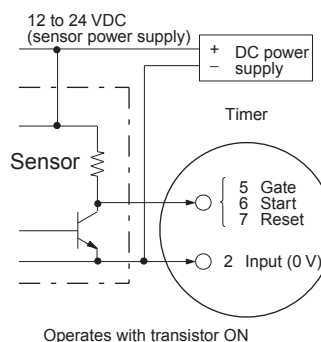 12 to 24 VDC
(sensor power supply)
+ DC power
− supply
Timer
Sensor
5 Gate
6 Start
7 Reset
2 Input (0 V)
Operates with transistor ON